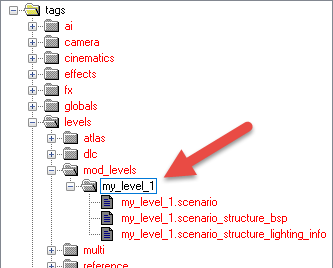 tags
ai
camera
cinematics
effects
fx
globals
levels
atlas
dlc
mod_levels
my_level_1
my_level_1.scenario
my_level_1.scenario_structure_bsp
my_level_1.scenario_structure_lighting_info
multi
reference